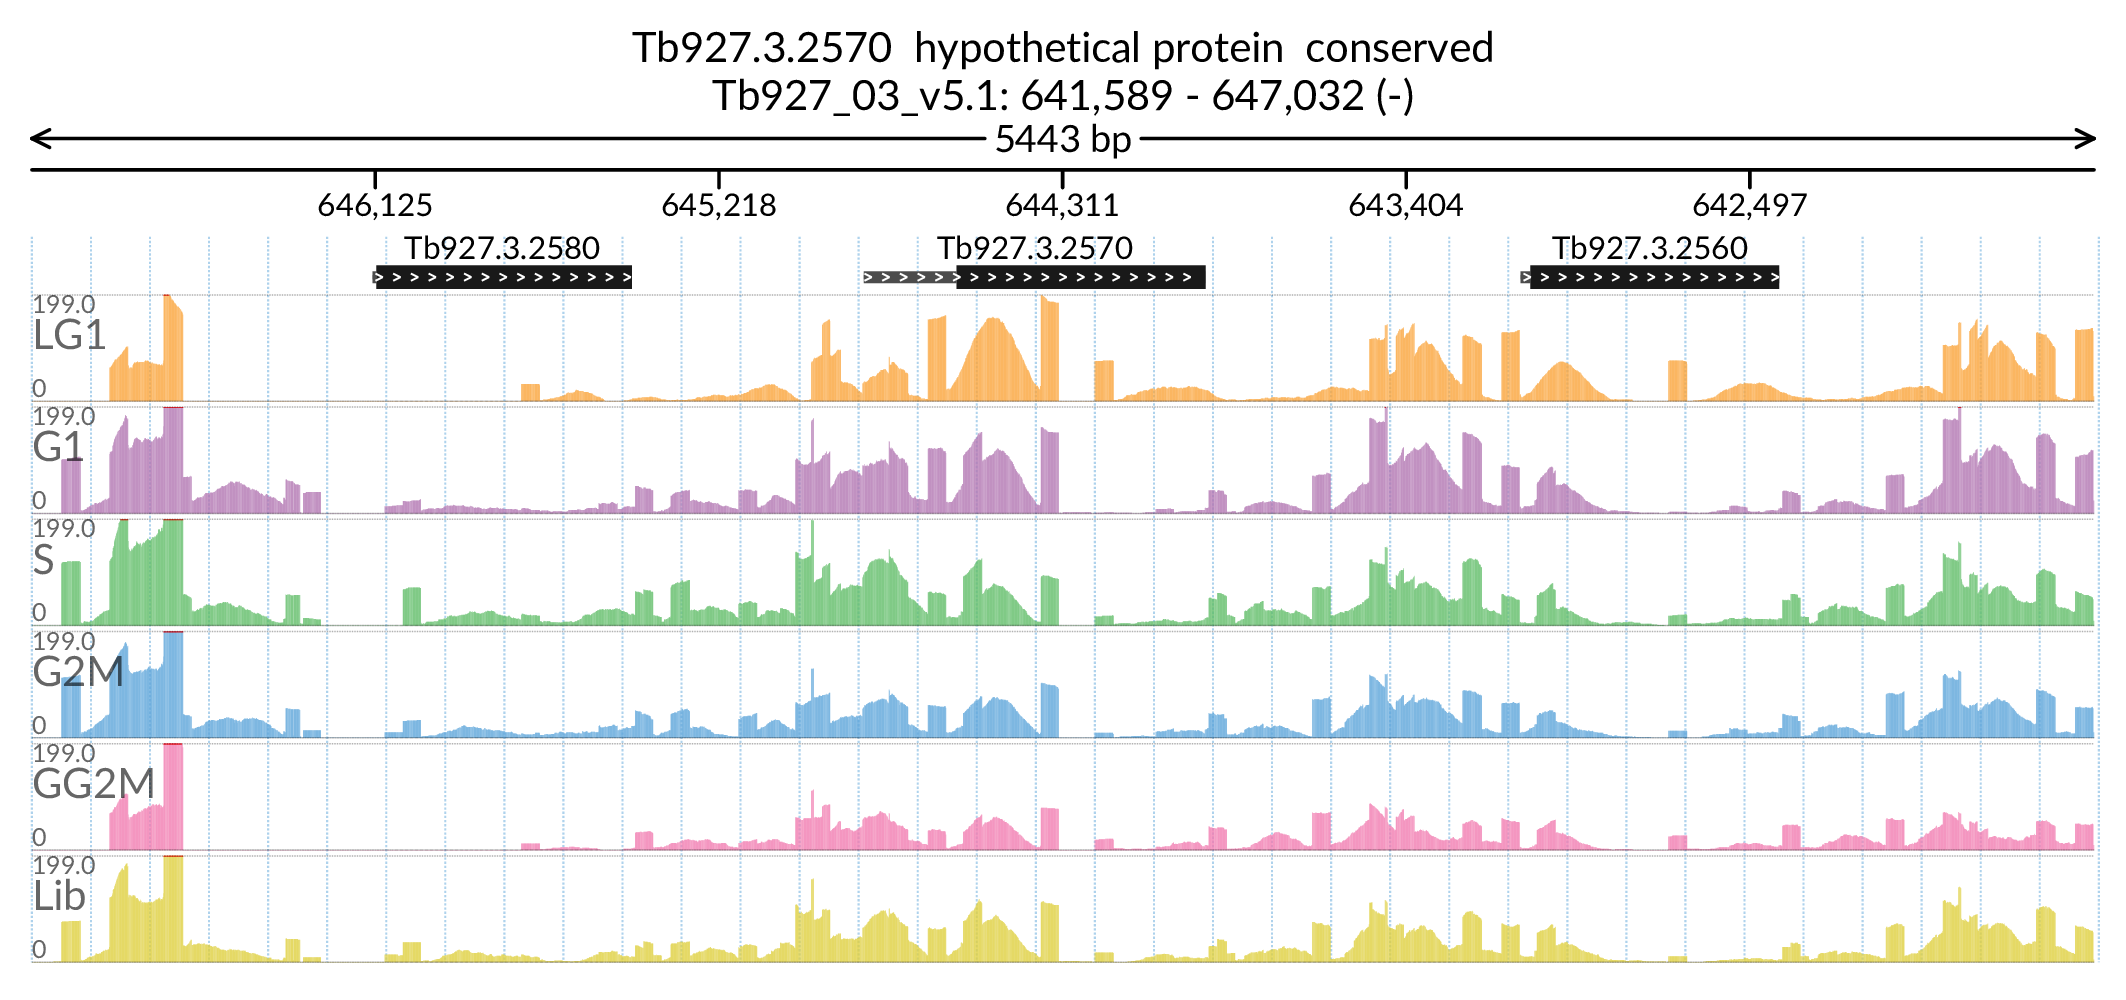 Tb927.3.2570  hypothetical protein  conserved
Tb927_03_v5.1: 641,589 - 647,032 (-)
5443 bp
646,125 645,218 644,311 643,404 642,497
Tb927.3.2580 Tb927.3.2570 Tb927.3.2560
199.0
LG1
0
199.0
G1
0
199.0
S
0
199.0
G2M
0
199.0
GG2M
0
199.0
Lib
0